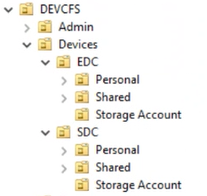 DEVCFS
Admin
Devices
EDC
Personal
Shared
Storage Account
SDC
Personal
Shared
Storage Account